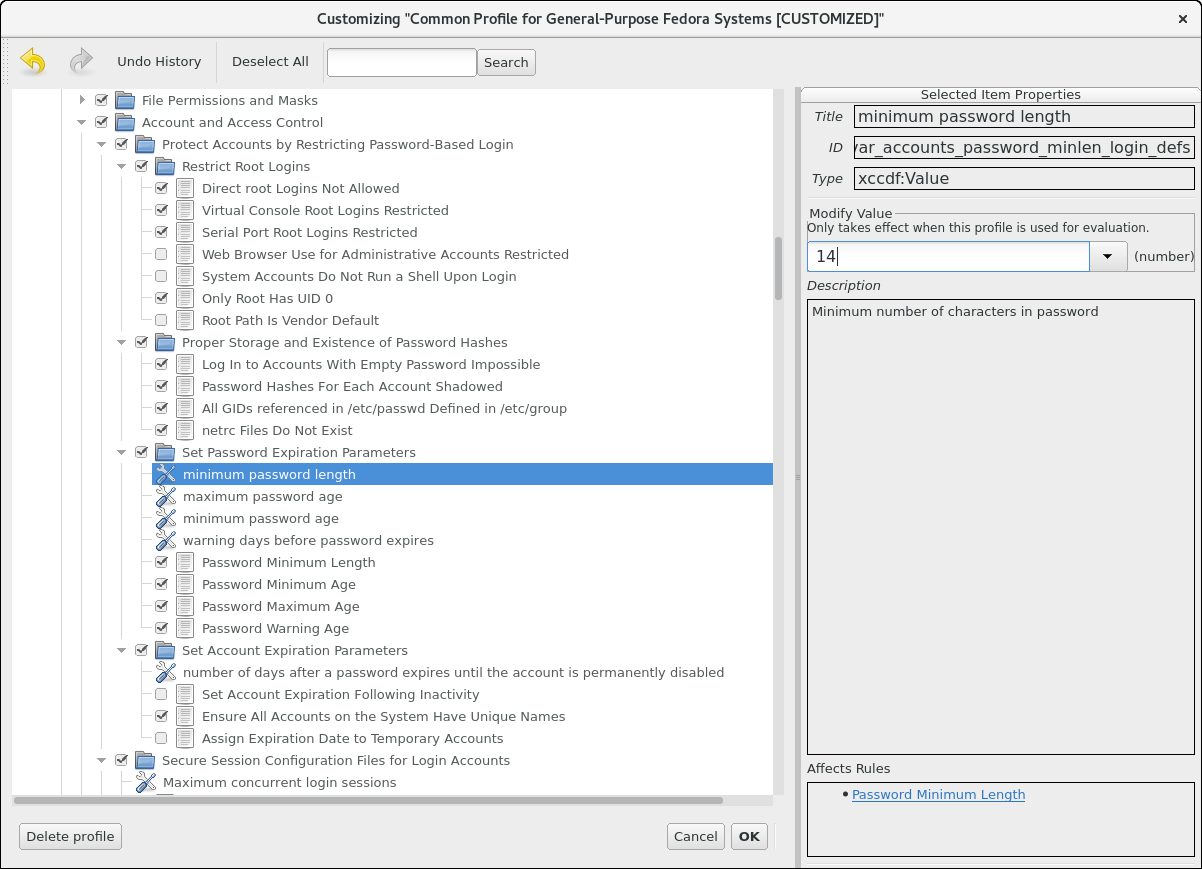 Customizing "Common Profile for General-Purpose Fedora Systems [CUSTOMIZED]"
Undo History
Deselect All
Search
File Permissions and Masks
Account and Access Control
Protect Accounts by Restricting Password-Based Login
Restrict Root Logins
Direct root Logins Not Allowed
Virtual Console Root Logins Restricted
Serial Port Root Logins Restricted
Web Browser Use for Administrative Accounts Restricted
System Accounts Do Not Run a Shell Upon Login
Only Root Has UID 0
Root Path Is Vendor Default
Proper Storage and Existence of Password Hashes
Log In to Accounts With Empty Password Impossible
Password Hashes For Each Account Shadowed
All GIDs referenced in /etc/passwd Defined in /etc/group
netrc Files Do Not Exist
Set Password Expiration Parameters
minimum password length
maximum password age
minimum password age
warning days before password expires
Password Minimum Length
Password Minimum Age
Password Maximum Age
Password Warning Age
Set Account Expiration Parameters
number of days after a password expires until the account is permanently disabled
Set Account Expiration Following Inactivity
Ensure All Accounts on the System Have Unique Names
Assign Expiration Date to Temporary Accounts
Secure Session Configuration Files for Login Accounts
Maximum concurrent login sessions
Delete profile
Cancel
OK
Selected Item Properties
Title minimum password length
ID var_accounts_password_minlen_login_defs
Type xccdf:Value
Modify Value
Only takes effect when this profile is used for evaluation.
14 (number)
Description
Minimum number of characters in password
Affects Rules
• Password Minimum Length